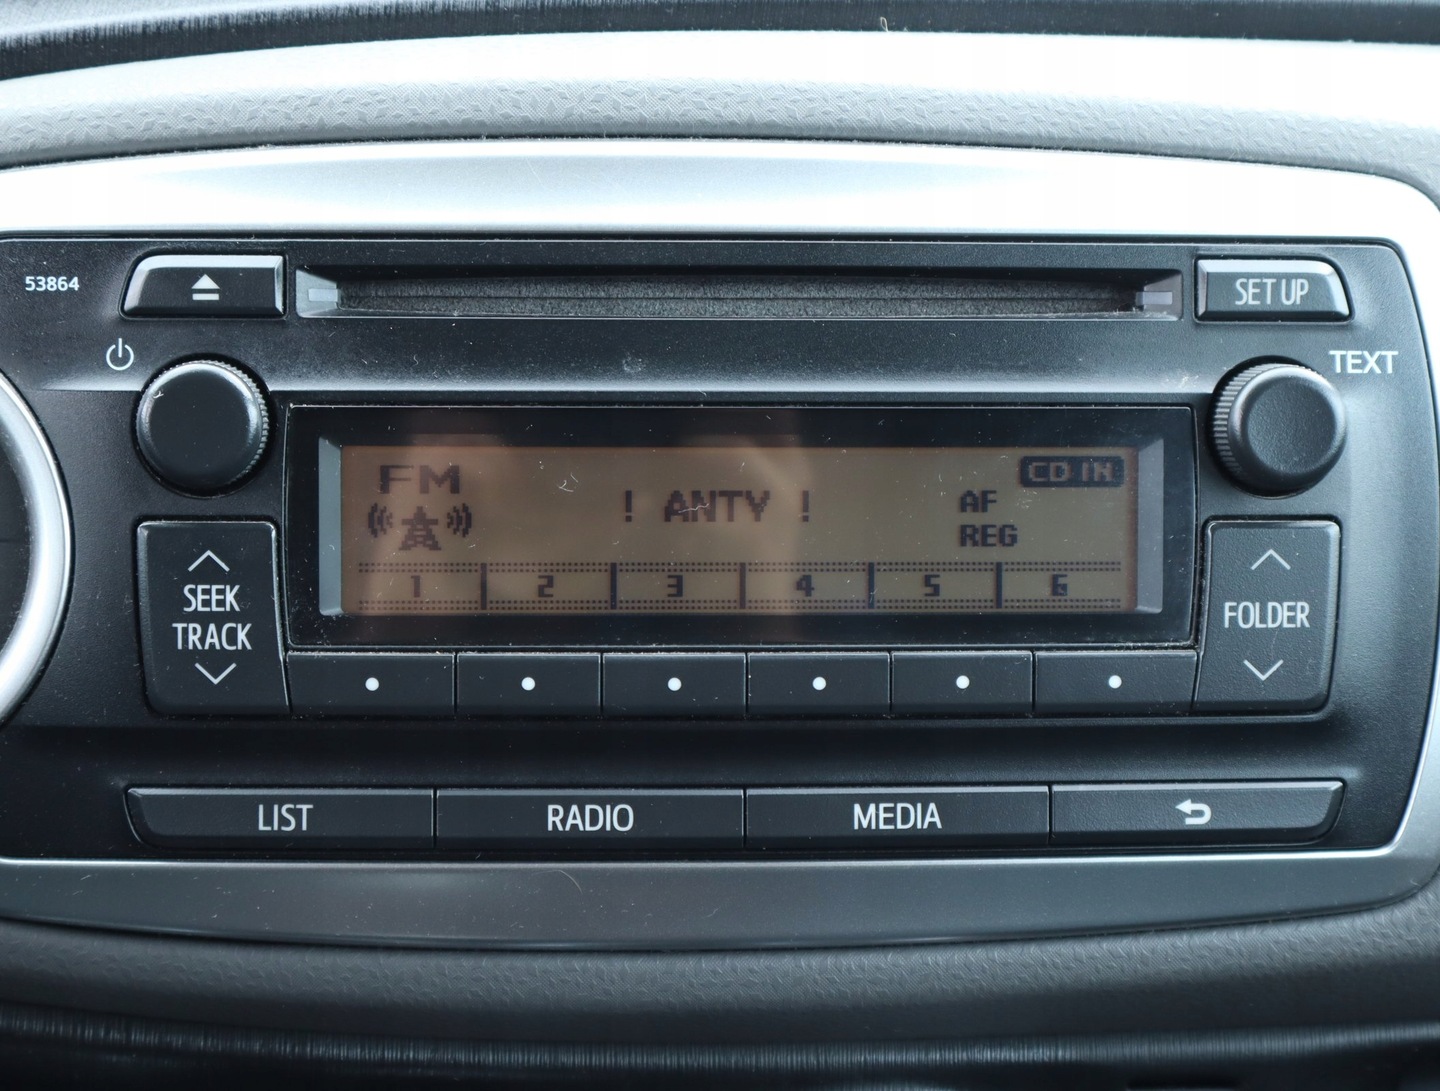 53864
SET UP
TEXT
FM
CD IN
! ANTY !
AF
REG
1 2 3 4 5 6
SEEK
TRACK
FOLDER
LIST RADIO MEDIA